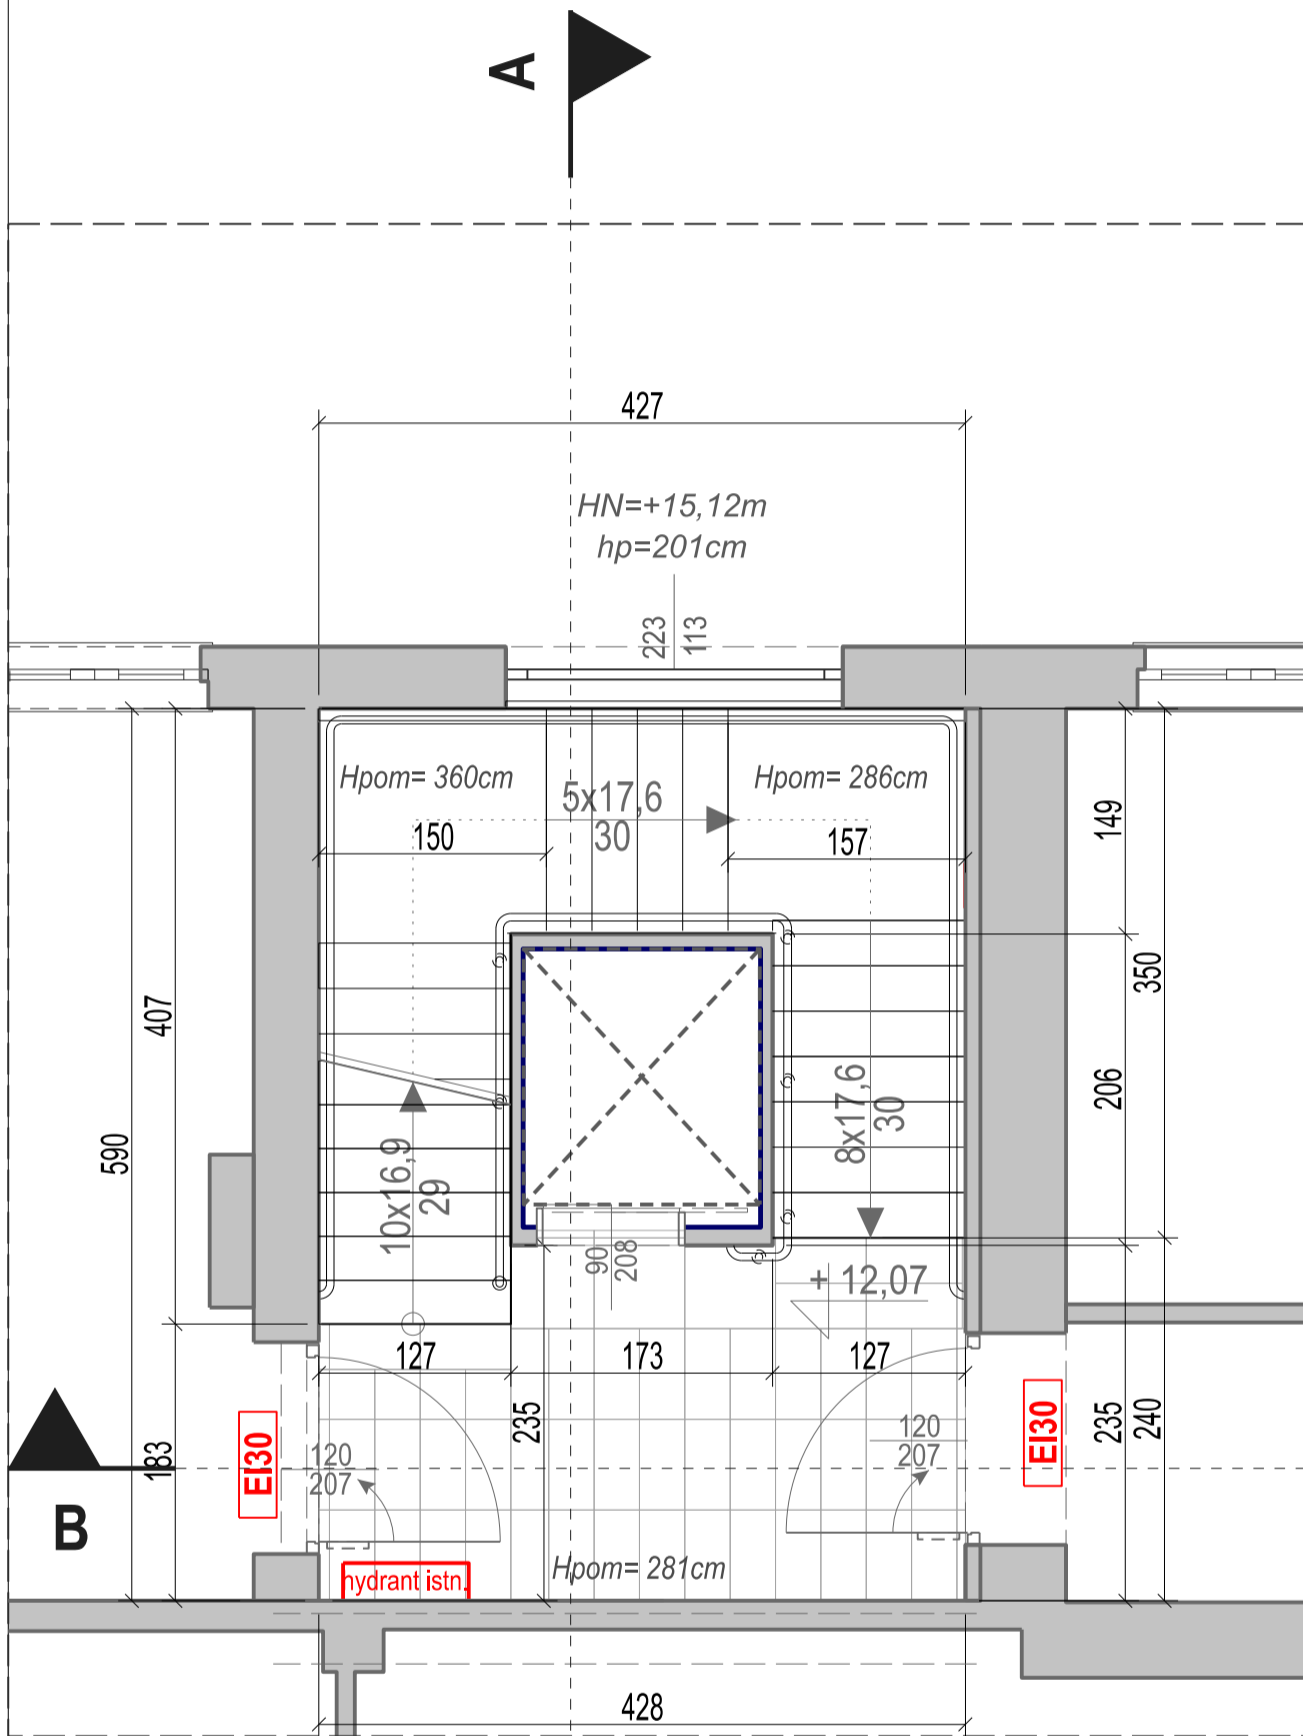 A
427
HN=+15,12m
hp=201cm
223
113
Hpom= 360cm
5x17,6
30
Hpom= 286cm
150
157
149
407
350
590
10x16,9
29
8x17,6
30
206
90
208
+ 12,07
127
173
127
183
EI30
120
207
235
120
207
EI30
235
240
B
hydrant istn.
Hpom= 281cm
428